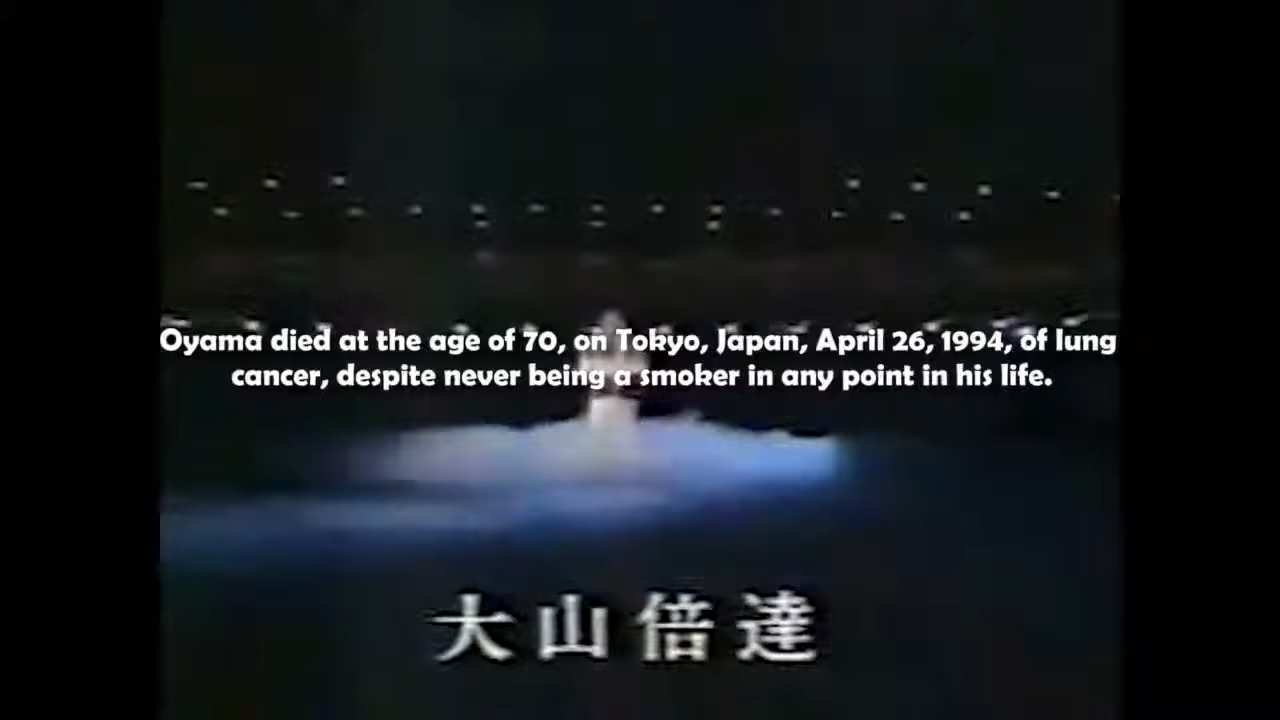 Oyama died at the age of 70, on Tokyo, Japan, April 26, 1994, of lung
cancer, despite never being a smoker in any point in his life.
大山倍達